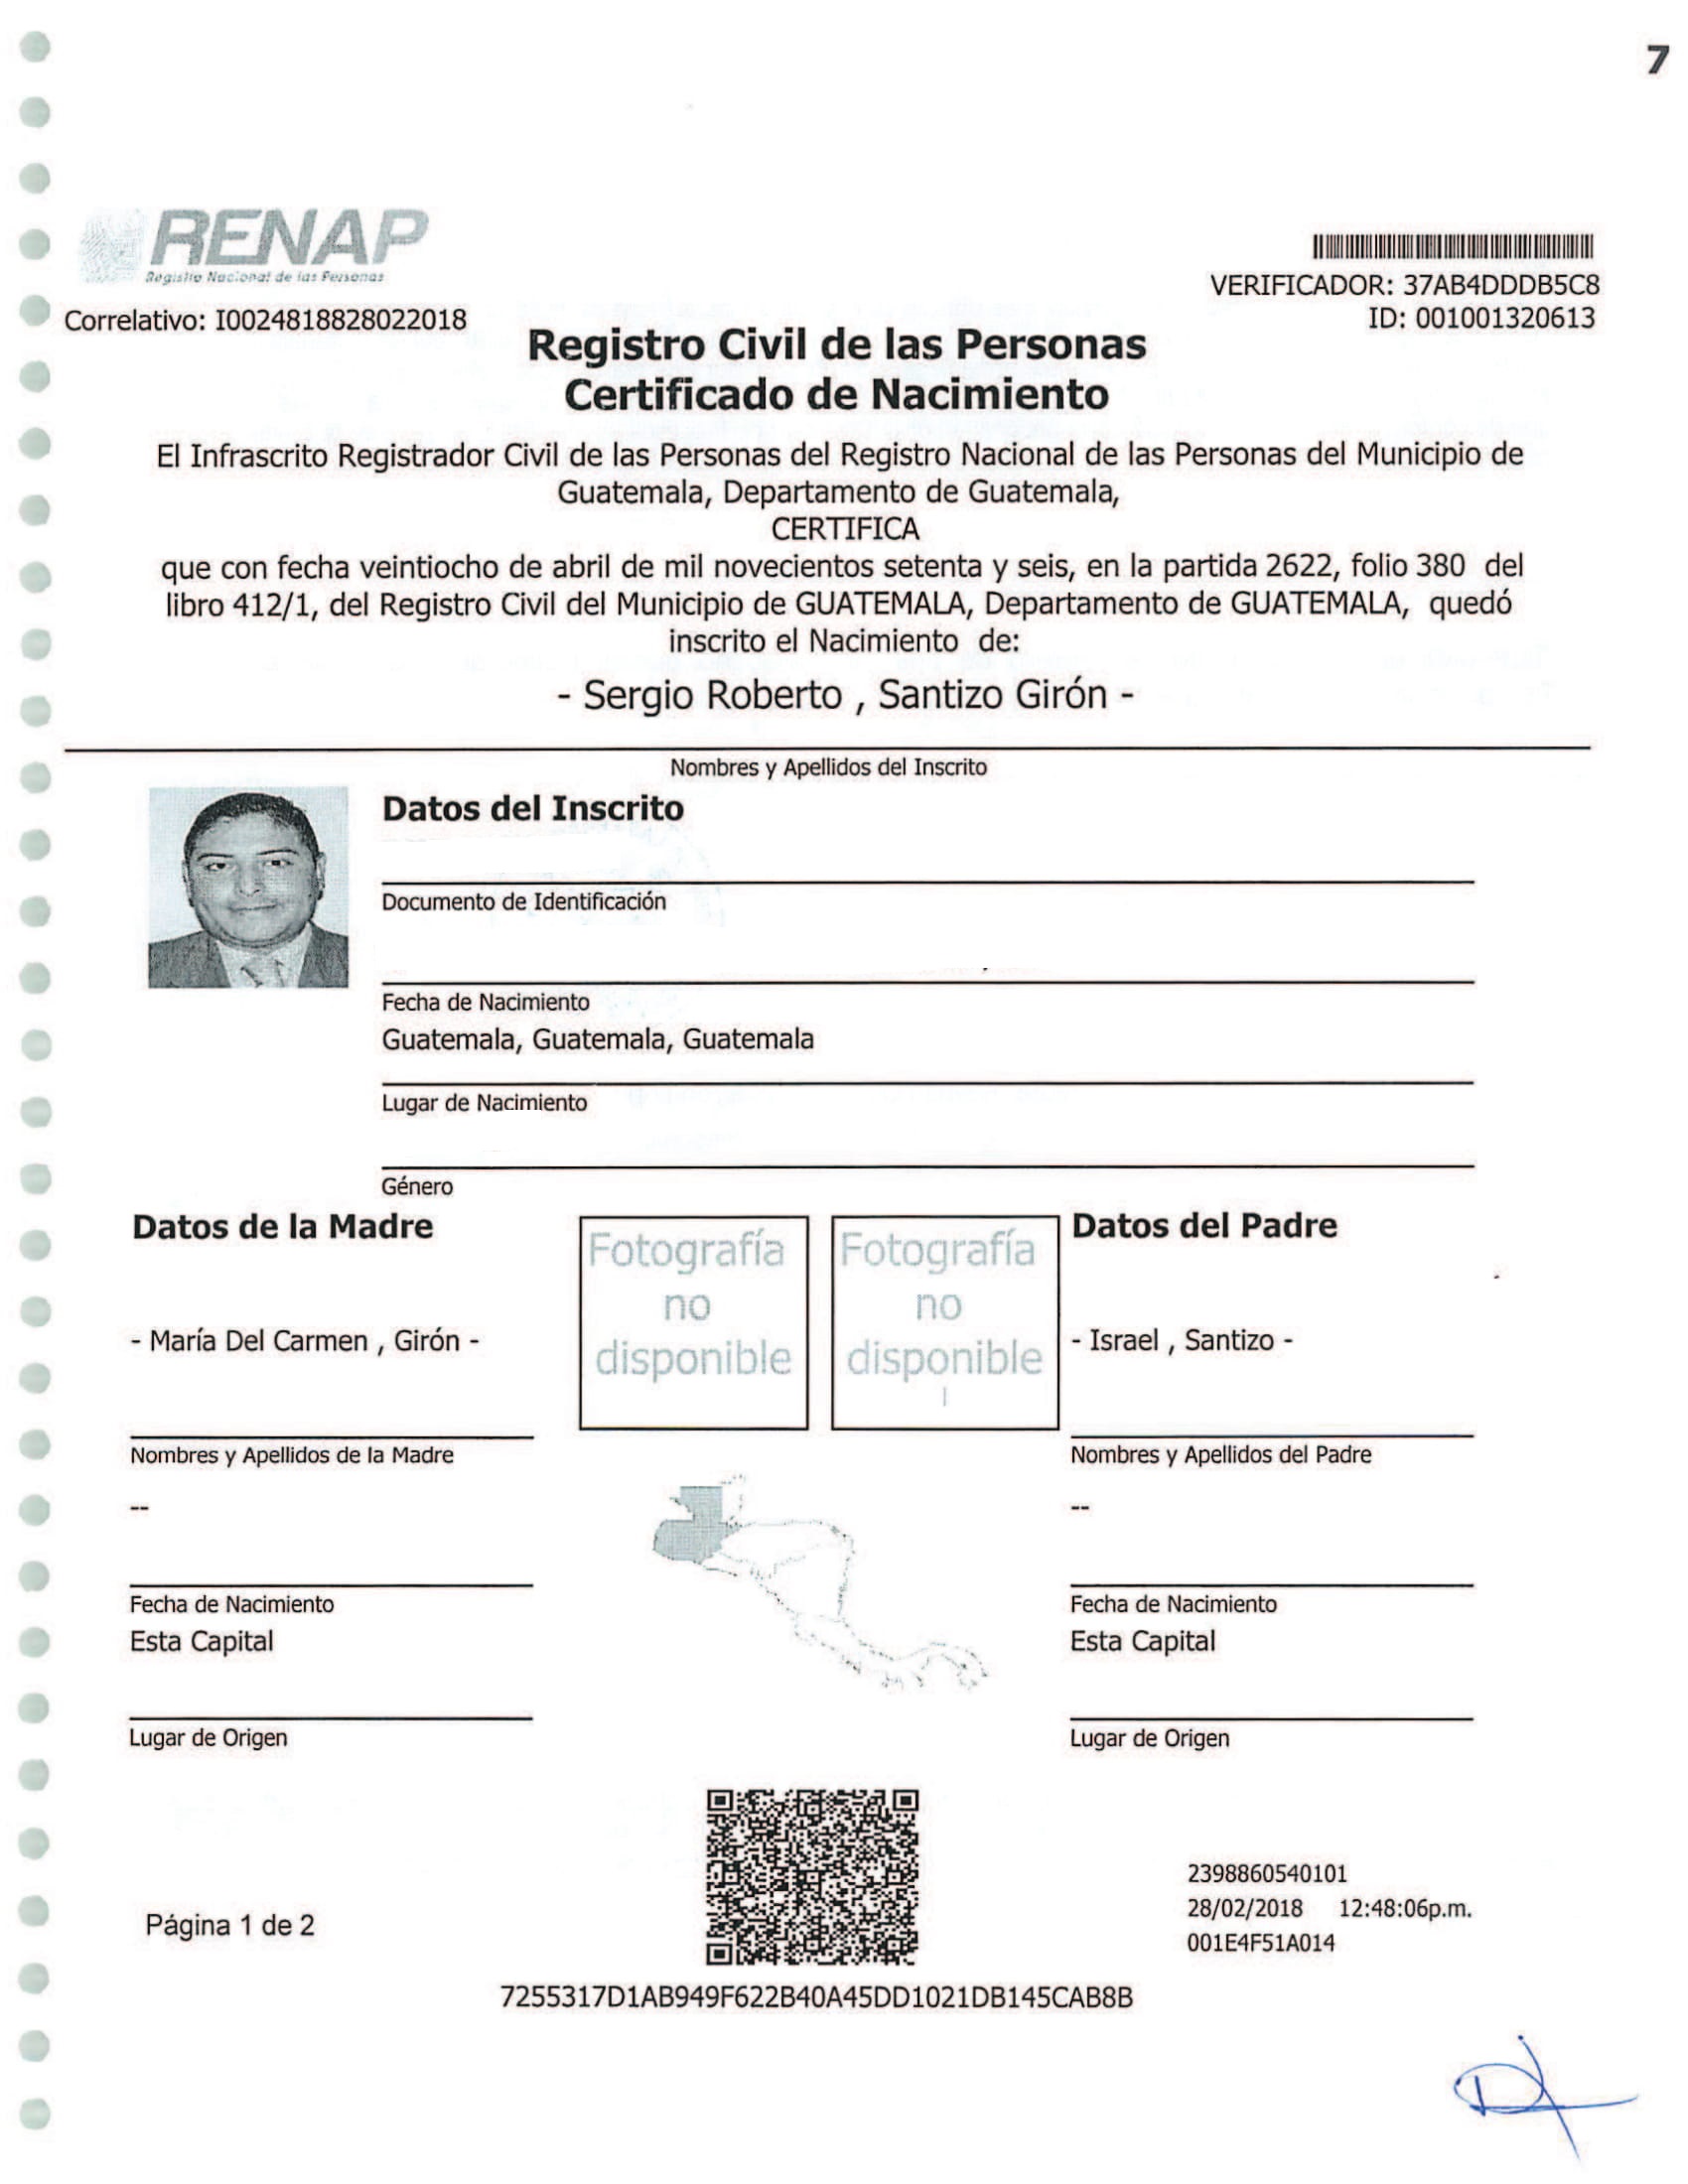 7
RENAP
Registro Nacional de las Personas
VERIFICADOR: 37AB4DDDB5C8
Correlativo: I0024818828022018
ID: 001001320613
Registro Civil de las Personas
Certificado de Nacimiento
El Infrascrito Registrador Civil de las Personas del Registro Nacional de las Personas del Municipio de
Guatemala, Departamento de Guatemala,
CERTIFICA
que con fecha veintiocho de abril de mil novecientos setenta y seis, en la partida 2622, folio 380 del
libro 412/1, del Registro Civil del Municipio de GUATEMALA, Departamento de GUATEMALA, quedó
inscrito el Nacimiento de:
- Sergio Roberto , Santizo Girón -
Nombres y Apellidos del Inscrito
Datos del Inscrito
Documento de Identificación
Fecha de Nacimiento
Guatemala, Guatemala, Guatemala
Lugar de Nacimiento
Género
Datos de la Madre
- María Del Carmen , Girón -
Nombres y Apellidos de la Madre
--
Fecha de Nacimiento
Esta Capital
Lugar de Origen
Fotografía
no
disponible
Fotografía
no
disponible
Datos del Padre
- Israel , Santizo -
Nombres y Apellidos del Padre
--
Fecha de Nacimiento
Esta Capital
Lugar de Origen
Página 1 de 2
2398860540101
28/02/2018 12:48:06p.m.
001E4F51A014
7255317D1AB949F622B40A45DD1021DB145CAB8B